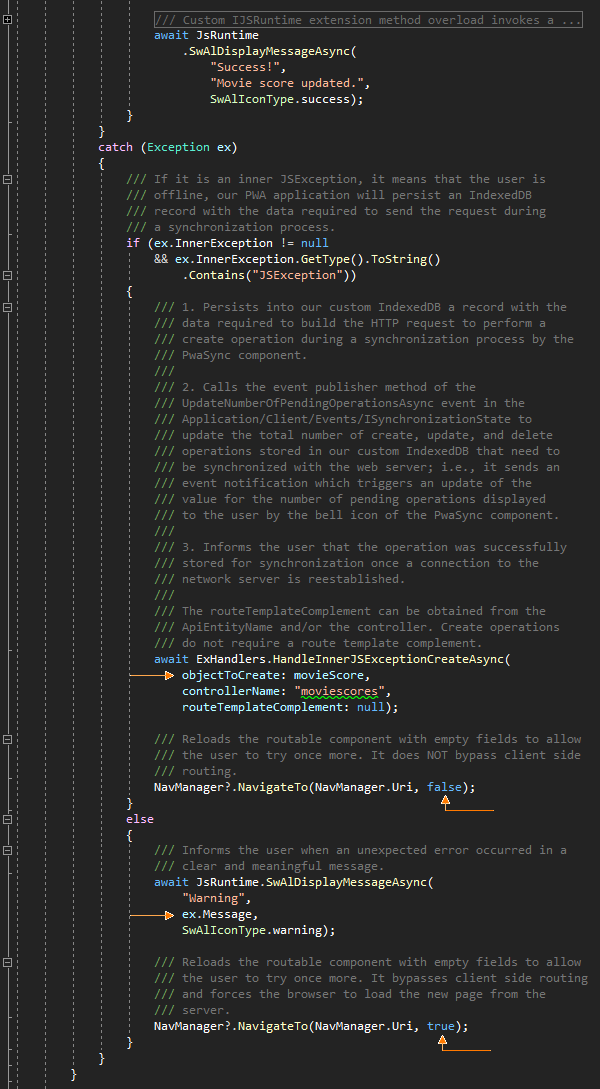 /// Custom IJSRuntime extension method overload invokes a ...
await JsRuntime
.SwAlDisplayMessageAsync(
"Success!",
"Movie score updated.",
SwAlIconType.success);
}
}
catch (Exception ex)
{
/// If it is an inner JSException, it means that the user is
/// offline, our PWA application will persist an IndexedDB
/// record with the data required to send the request during
/// a synchronization process.
if (ex.InnerException != null
&& ex.InnerException.GetType().ToString()
.Contains("JSException"))
{
/// 1. Persists into our custom IndexedDB a record with the
/// data required to build the HTTP request to perform a
/// create operation during a synchronization process by the
/// PwaSync component.
///
/// 2. Calls the event publisher method of the
/// UpdateNumberOfPendingOperationsAsync event in the
/// Application/Client/Events/ISynchronizationState to
/// update the total number of create, update, and delete
/// operations stored in our custom IndexedDB that need to
/// be synchronized with the web server; i.e., it sends an
/// event notification which triggers an update of the
/// value for the number of pending operations displayed
/// to the user by the bell icon of the PwaSync component.
///
/// 3. Informs the user that the operation was successfully
/// stored for synchronization once a connection to the
/// network server is reestablished.
///
/// The routeTemplateComplement can be obtained from the
/// ApiEntityName and/or the controller. Create operations
/// do not require a route template complement.
await ExHandlers.HandleInnerJSExceptionCreateAsync(
objectToCreate: movieScore,
controllerName: "moviescores",
routeTemplateComplement: null);
/// Reloads the routable component with empty fields to allow
/// the user to try once more. It does NOT bypass client side
/// routing.
NavManager?.NavigateTo(NavManager.Uri, false);
}
else
{
/// Informs the user when an unexpected error occurred in a
/// clear and meaningful message.
await JsRuntime.SwAlDisplayMessageAsync(
"Warning",
ex.Message,
SwAlIconType.warning);
/// Reloads the routable component with empty fields to allow
/// the user to try once more. It bypasses client side routing
/// and forces the browser to load the new page from the
/// server.
NavManager?.NavigateTo(NavManager.Uri, true);
}
}
}